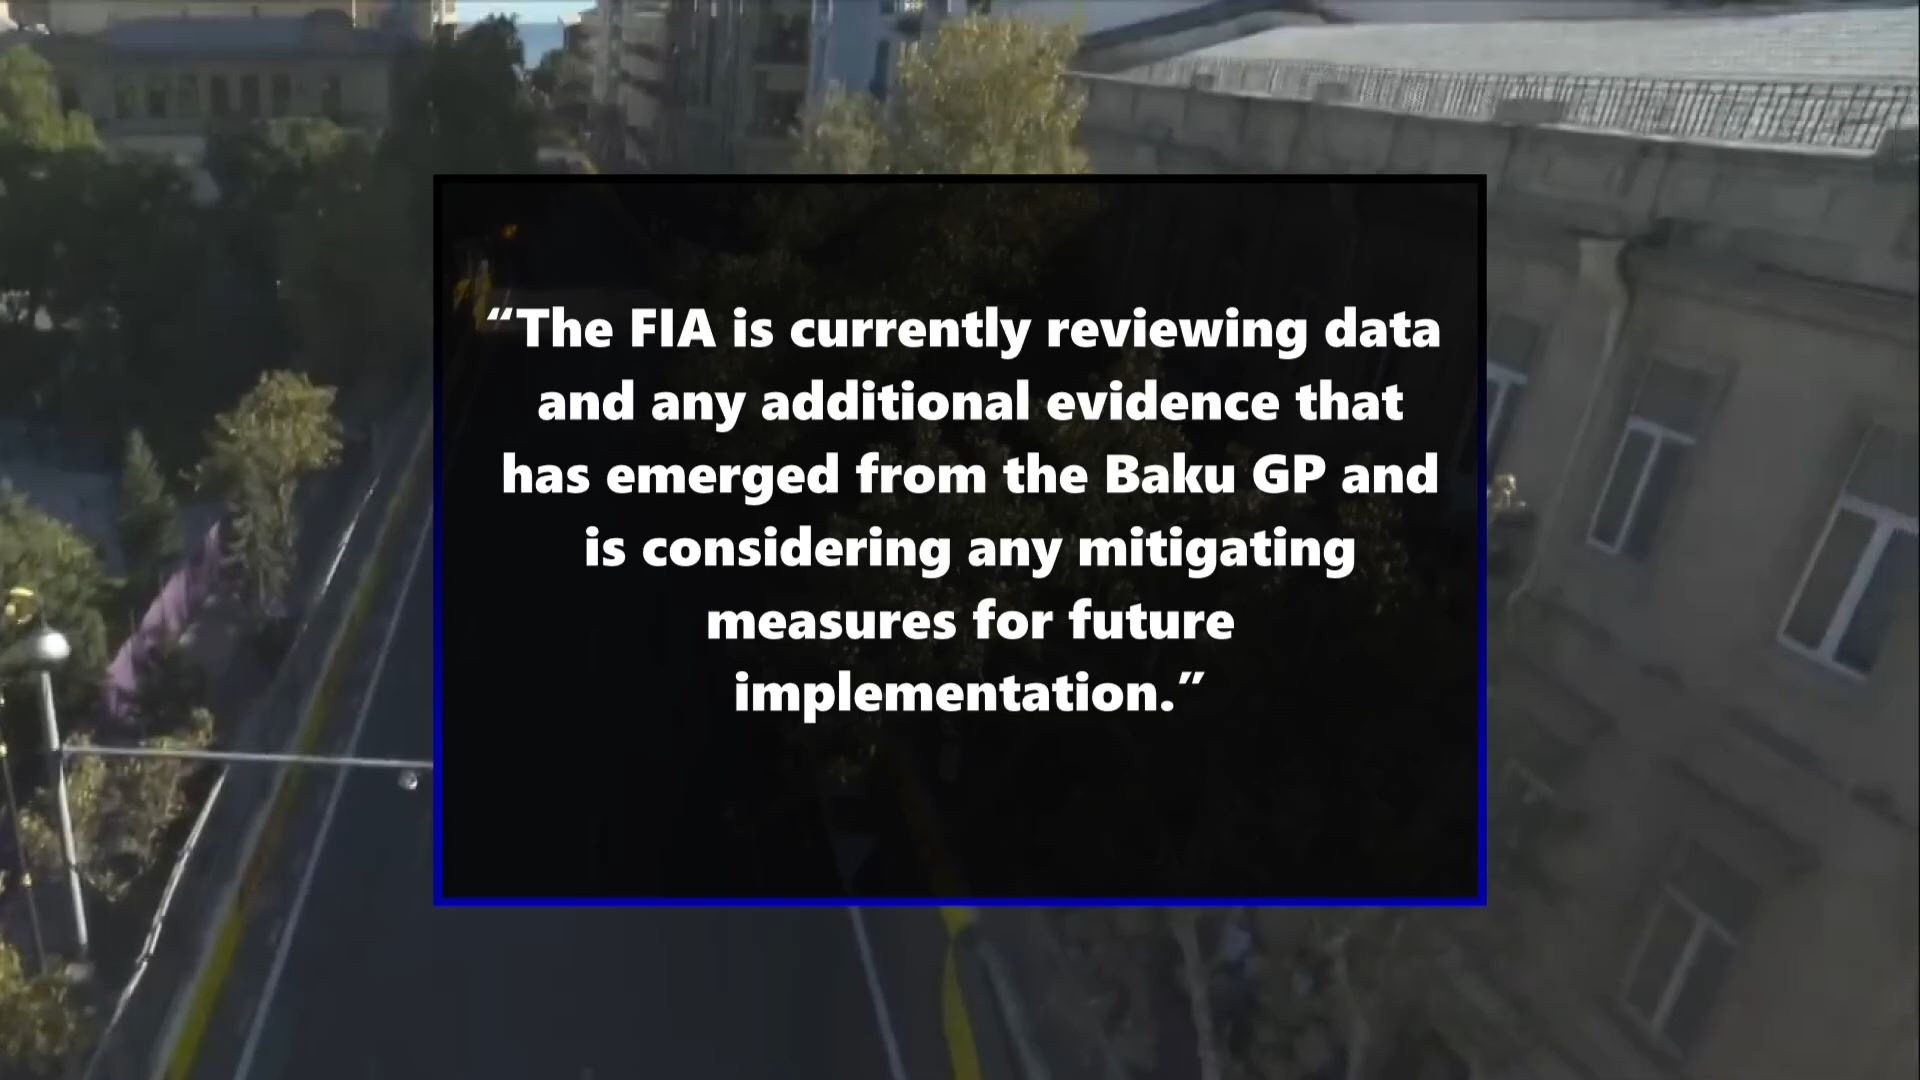 “The FIA is currently reviewing data
and any additional evidence that
has emerged from the Baku GP and
is considering any mitigating
measures for future
implementation.”